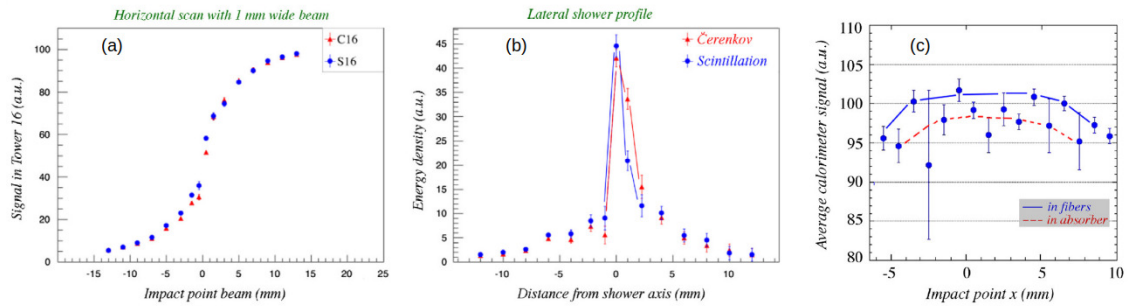 Horizontal scan with 1 mm wide beam
(a)
C16
S16
Signal in Tower 16 (a.u.)
100
80
60
40
20
0
-20 -15 -10 -5 0 5 10 15 20 25
Impact point beam (mm)
Lateral shower profile
(b)
Čerenkov
Scintillation
Energy density (a.u.)
45
40
35
30
25
20
15
10
5
0
-10 -5 0 5 10
Distance from shower axis (mm)
(c)
Average calorimeter signal (a.u.)
110
105
100
95
90
85
80
in fibers
in absorber
-5 0 5 10
Impact point x (mm)